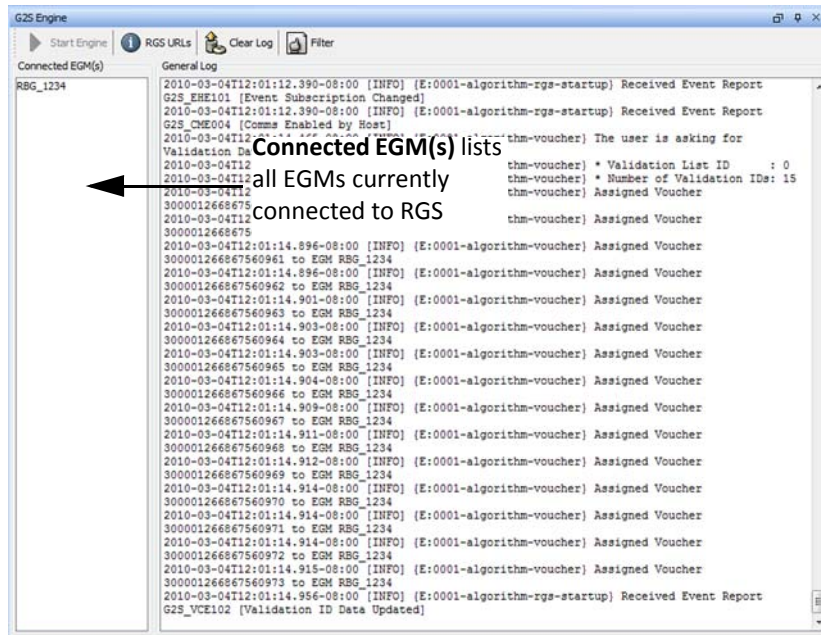 G2S Engine
Start Engine RGS URLs Clear Log Filter
Connected EGM(s)
RBG_1234
General Log
2010-03-04T12:01:12.390-08:00 [INFO] {E:0001-algorithm-rgs-startup} Received Event Report
G2S_EHE101 [Event Subscription Changed]
2010-03-04T12:01:12.390-08:00 [INFO] {E:0001-algorithm-rgs-startup} Received Event Report
G2S_CME004 [Comms Enabled by Host]
thm-voucher} The user is asking for
Validation Da
2010-03-04T12 thm-voucher} * Validation List ID : 0
2010-03-04T12 thm-voucher} * Number of Validation IDs: 15
2010-03-04T12 thm-voucher} Assigned Voucher
3000012668675
2010-03-04T12 thm-voucher} Assigned Voucher
3000012668675
Connected EGM(s) lists
all EGMs currently
connected to RGS
2010-03-04T12:01:14.896-08:00 [INFO] {E:0001-algorithm-voucher} Assigned Voucher
300001266867560961 to EGM RBG_1234
2010-03-04T12:01:14.896-08:00 [INFO] {E:0001-algorithm-voucher} Assigned Voucher
300001266867560962 to EGM RBG_1234
2010-03-04T12:01:14.901-08:00 [INFO] {E:0001-algorithm-voucher} Assigned Voucher
300001266867560963 to EGM RBG_1234
2010-03-04T12:01:14.903-08:00 [INFO] {E:0001-algorithm-voucher} Assigned Voucher
300001266867560964 to EGM RBG_1234
2010-03-04T12:01:14.903-08:00 [INFO] {E:0001-algorithm-voucher} Assigned Voucher
300001266867560965 to EGM RBG_1234
2010-03-04T12:01:14.904-08:00 [INFO] {E:0001-algorithm-voucher} Assigned Voucher
300001266867560966 to EGM RBG_1234
2010-03-04T12:01:14.909-08:00 [INFO] {E:0001-algorithm-voucher} Assigned Voucher
300001266867560967 to EGM RBG_1234
2010-03-04T12:01:14.911-08:00 [INFO] {E:0001-algorithm-voucher} Assigned Voucher
300001266867560968 to EGM RBG_1234
2010-03-04T12:01:14.912-08:00 [INFO] {E:0001-algorithm-voucher} Assigned Voucher
300001266867560969 to EGM RBG_1234
2010-03-04T12:01:14.914-08:00 [INFO] {E:0001-algorithm-voucher} Assigned Voucher
300001266867560970 to EGM RBG_1234
2010-03-04T12:01:14.914-08:00 [INFO] {E:0001-algorithm-voucher} Assigned Voucher
300001266867560971 to EGM RBG_1234
2010-03-04T12:01:14.914-08:00 [INFO] {E:0001-algorithm-voucher} Assigned Voucher
300001266867560972 to EGM RBG_1234
2010-03-04T12:01:14.915-08:00 [INFO] {E:0001-algorithm-voucher} Assigned Voucher
300001266867560973 to EGM RBG_1234
2010-03-04T12:01:14.956-08:00 [INFO] {E:0001-algorithm-rgs-startup} Received Event Report
G2S_VCE102 [Validation ID Data Updated]